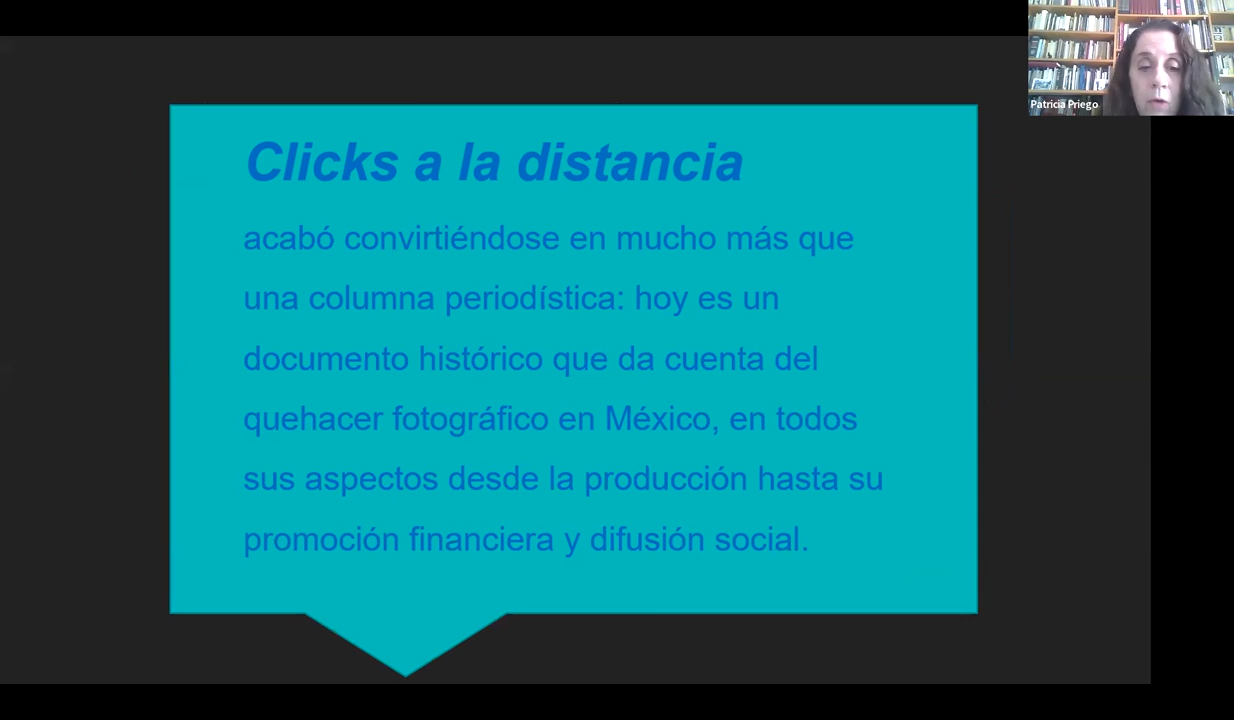 Clicks a la distancia
acabó convirtiéndose en mucho más que
una columna periodística: hoy es un
documento histórico que da cuenta del
quehacer fotográfico en México, en todos
sus aspectos desde la producción hasta su
promoción financiera y difusión social.
Patricia Priego